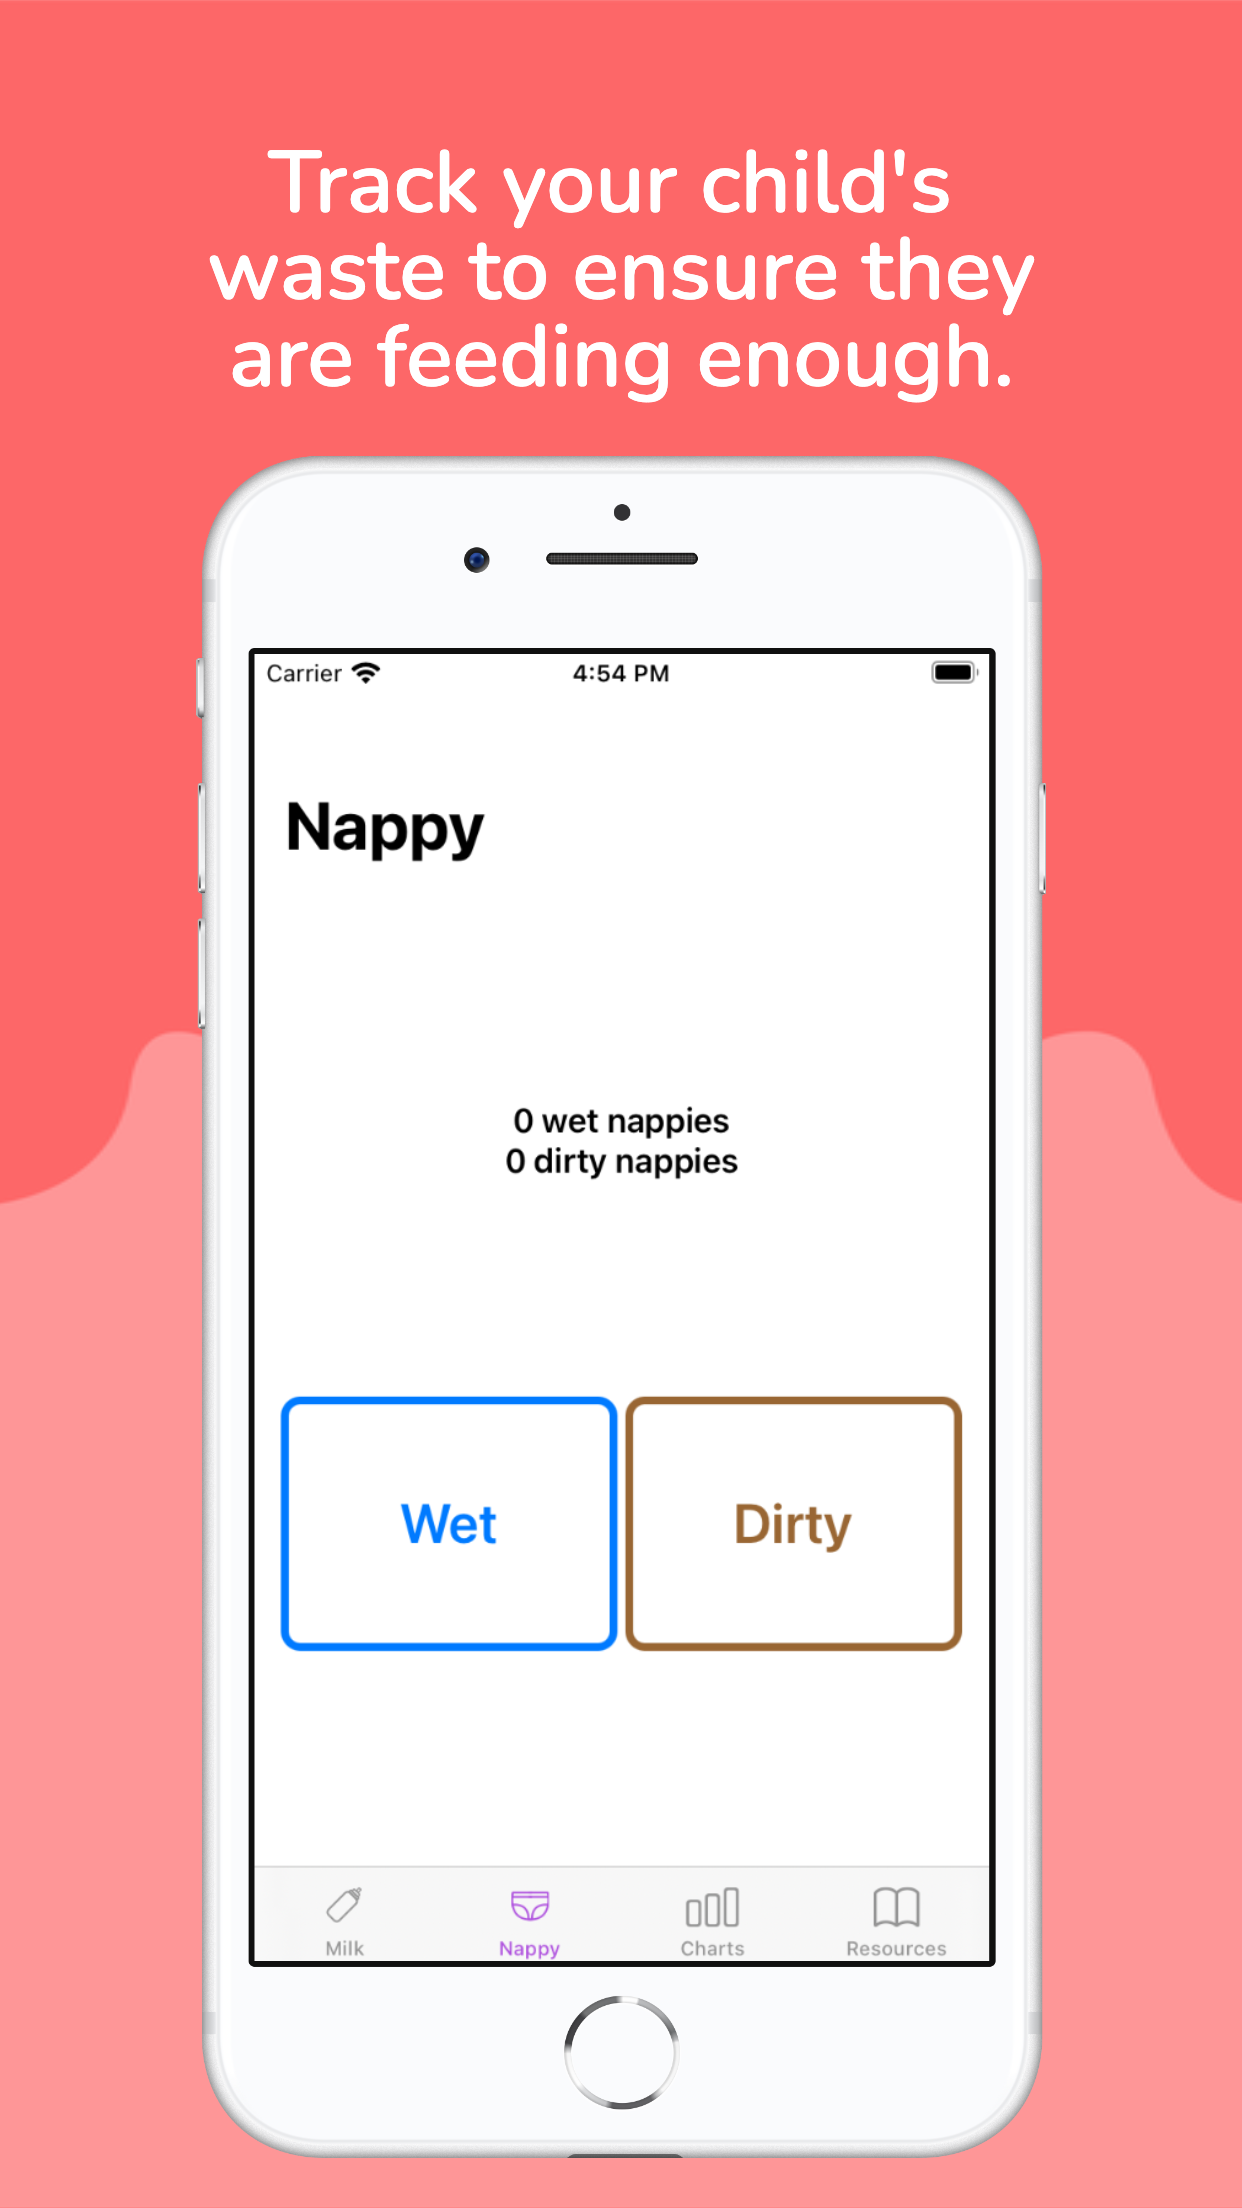 Track your child's
waste to ensure they
are feeding enough.
Carrier 4:54 PM
Nappy
0 wet nappies
0 dirty nappies
Wet Dirty
Milk Nappy Charts Resources